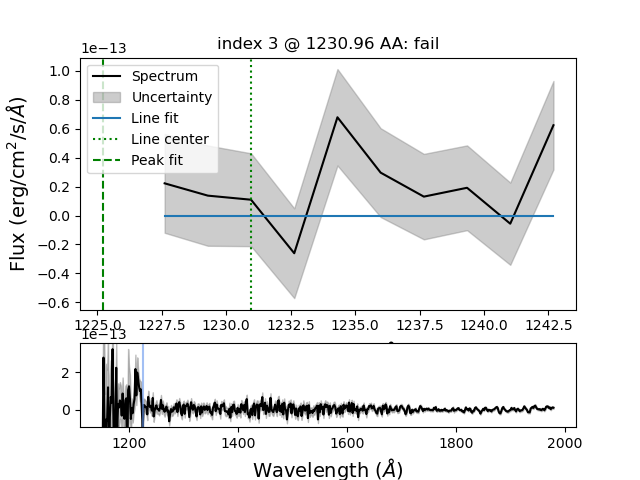 index 3 @ 1230.96 AA: fail
1e−13
Flux (erg/cm²/s/Å)
1.0
0.8
0.6
0.4
0.2
0.0
−0.2
−0.4
−0.6
Spectrum
Uncertainty
Line fit
Line center
Peak fit
1225.0 1227.5 1230.0 1232.5 1235.0 1237.5 1240.0 1242.5
1e−13
2
0
1200 1400 1600 1800 2000
Wavelength (Å)